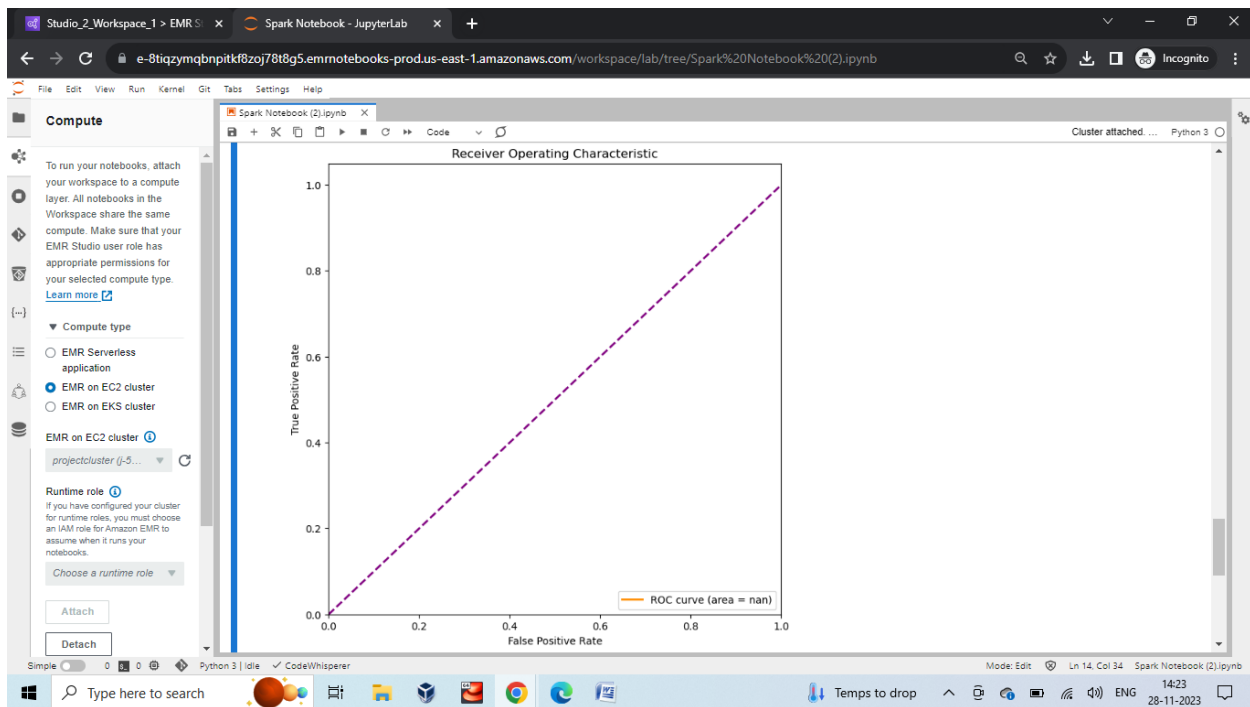 Studio_2_Workspace_1 > EMR S
Spark Notebook - JupyterLab
e-8tiqzymqbnpitkf8zoj78t8g5.emrnotebooks-prod.us-east-1.amazonaws.com/workspace/lab/tree/Spark%20Notebook%20(2).ipynb
Incognito
File Edit View Run Kernel Git Tabs Settings Help
Compute
To run your notebooks, attach
your workspace to a compute
layer. All notebooks in the
Workspace share the same
compute. Make sure that your
EMR Studio user role has
appropriate permissions for
your selected compute type.
Learn more
Compute type
EMR Serverless
application
EMR on EC2 cluster
EMR on EKS cluster
EMR on EC2 cluster
projectcluster (j-5...
Runtime role
If you have configured your cluster
for runtime roles, you must choose
an IAM role for Amazon EMR to
assume when it runs your
notebooks.
Choose a runtime role
Attach
Detach
Spark Notebook (2).ipynb
Code
Cluster attached. ... Python 3
Receiver Operating Characteristic
1.0
0.8
0.6
0.4
0.2
0.0
True Positive Rate
ROC curve (area = nan)
0.0 0.2 0.4 0.6 0.8 1.0
False Positive Rate
Simple 0 0 Python 3 | Idle CodeWhisperer Mode: Edit Ln 14, Col 34 Spark Notebook (2).ipynb
Type here to search
Temps to drop
ENG
14:23
28-11-2023